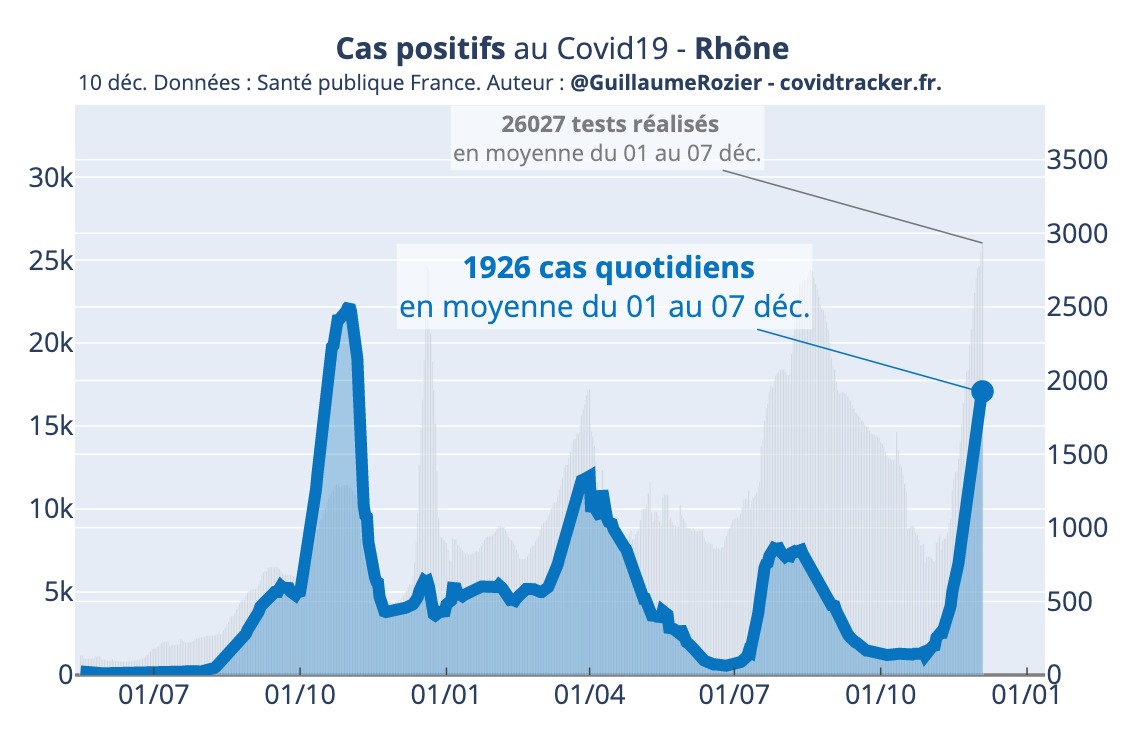 Cas positifs au Covid19 - Rhône
10 déc. Données : Santé publique France. Auteur : @GuillaumeRozier - covidtracker.fr.
26027 tests réalisés
en moyenne du 01 au 07 déc.
1926 cas quotidiens
en moyenne du 01 au 07 déc.
30k
25k
20k
15k
10k
5k
0
3500
3000
2500
2000
1500
1000
500
0
01/07
01/10
01/01
01/04
01/07
01/10
01/01